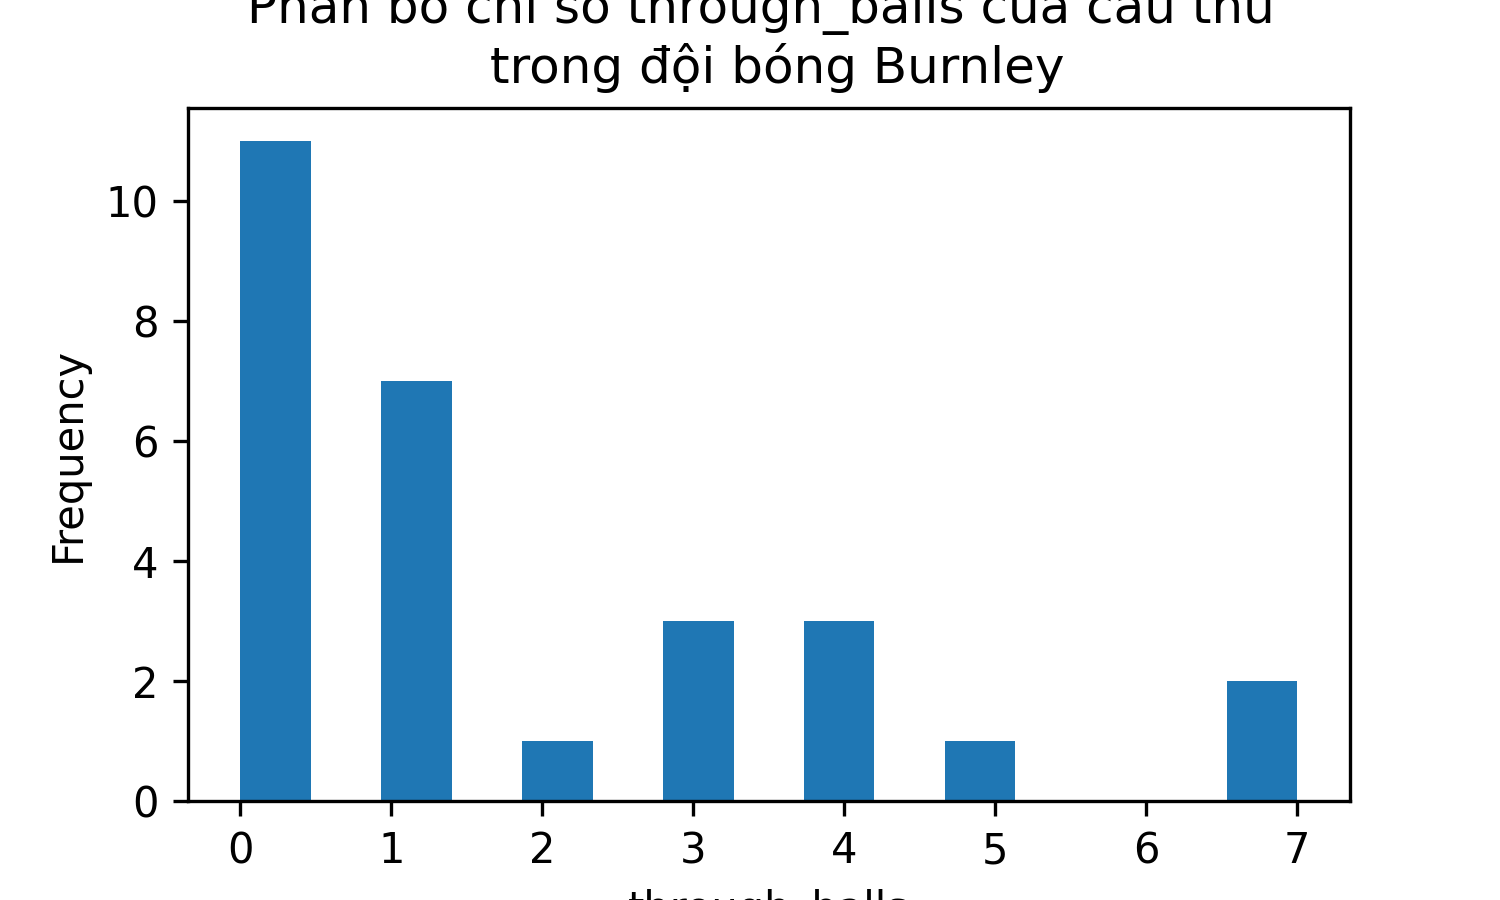 Phân bố chỉ số through_balls của cầu thủ
trong đội bóng Burnley
10
8
6
4
2
0
Frequency
0 1 2 3 4 5 6 7
through_balls